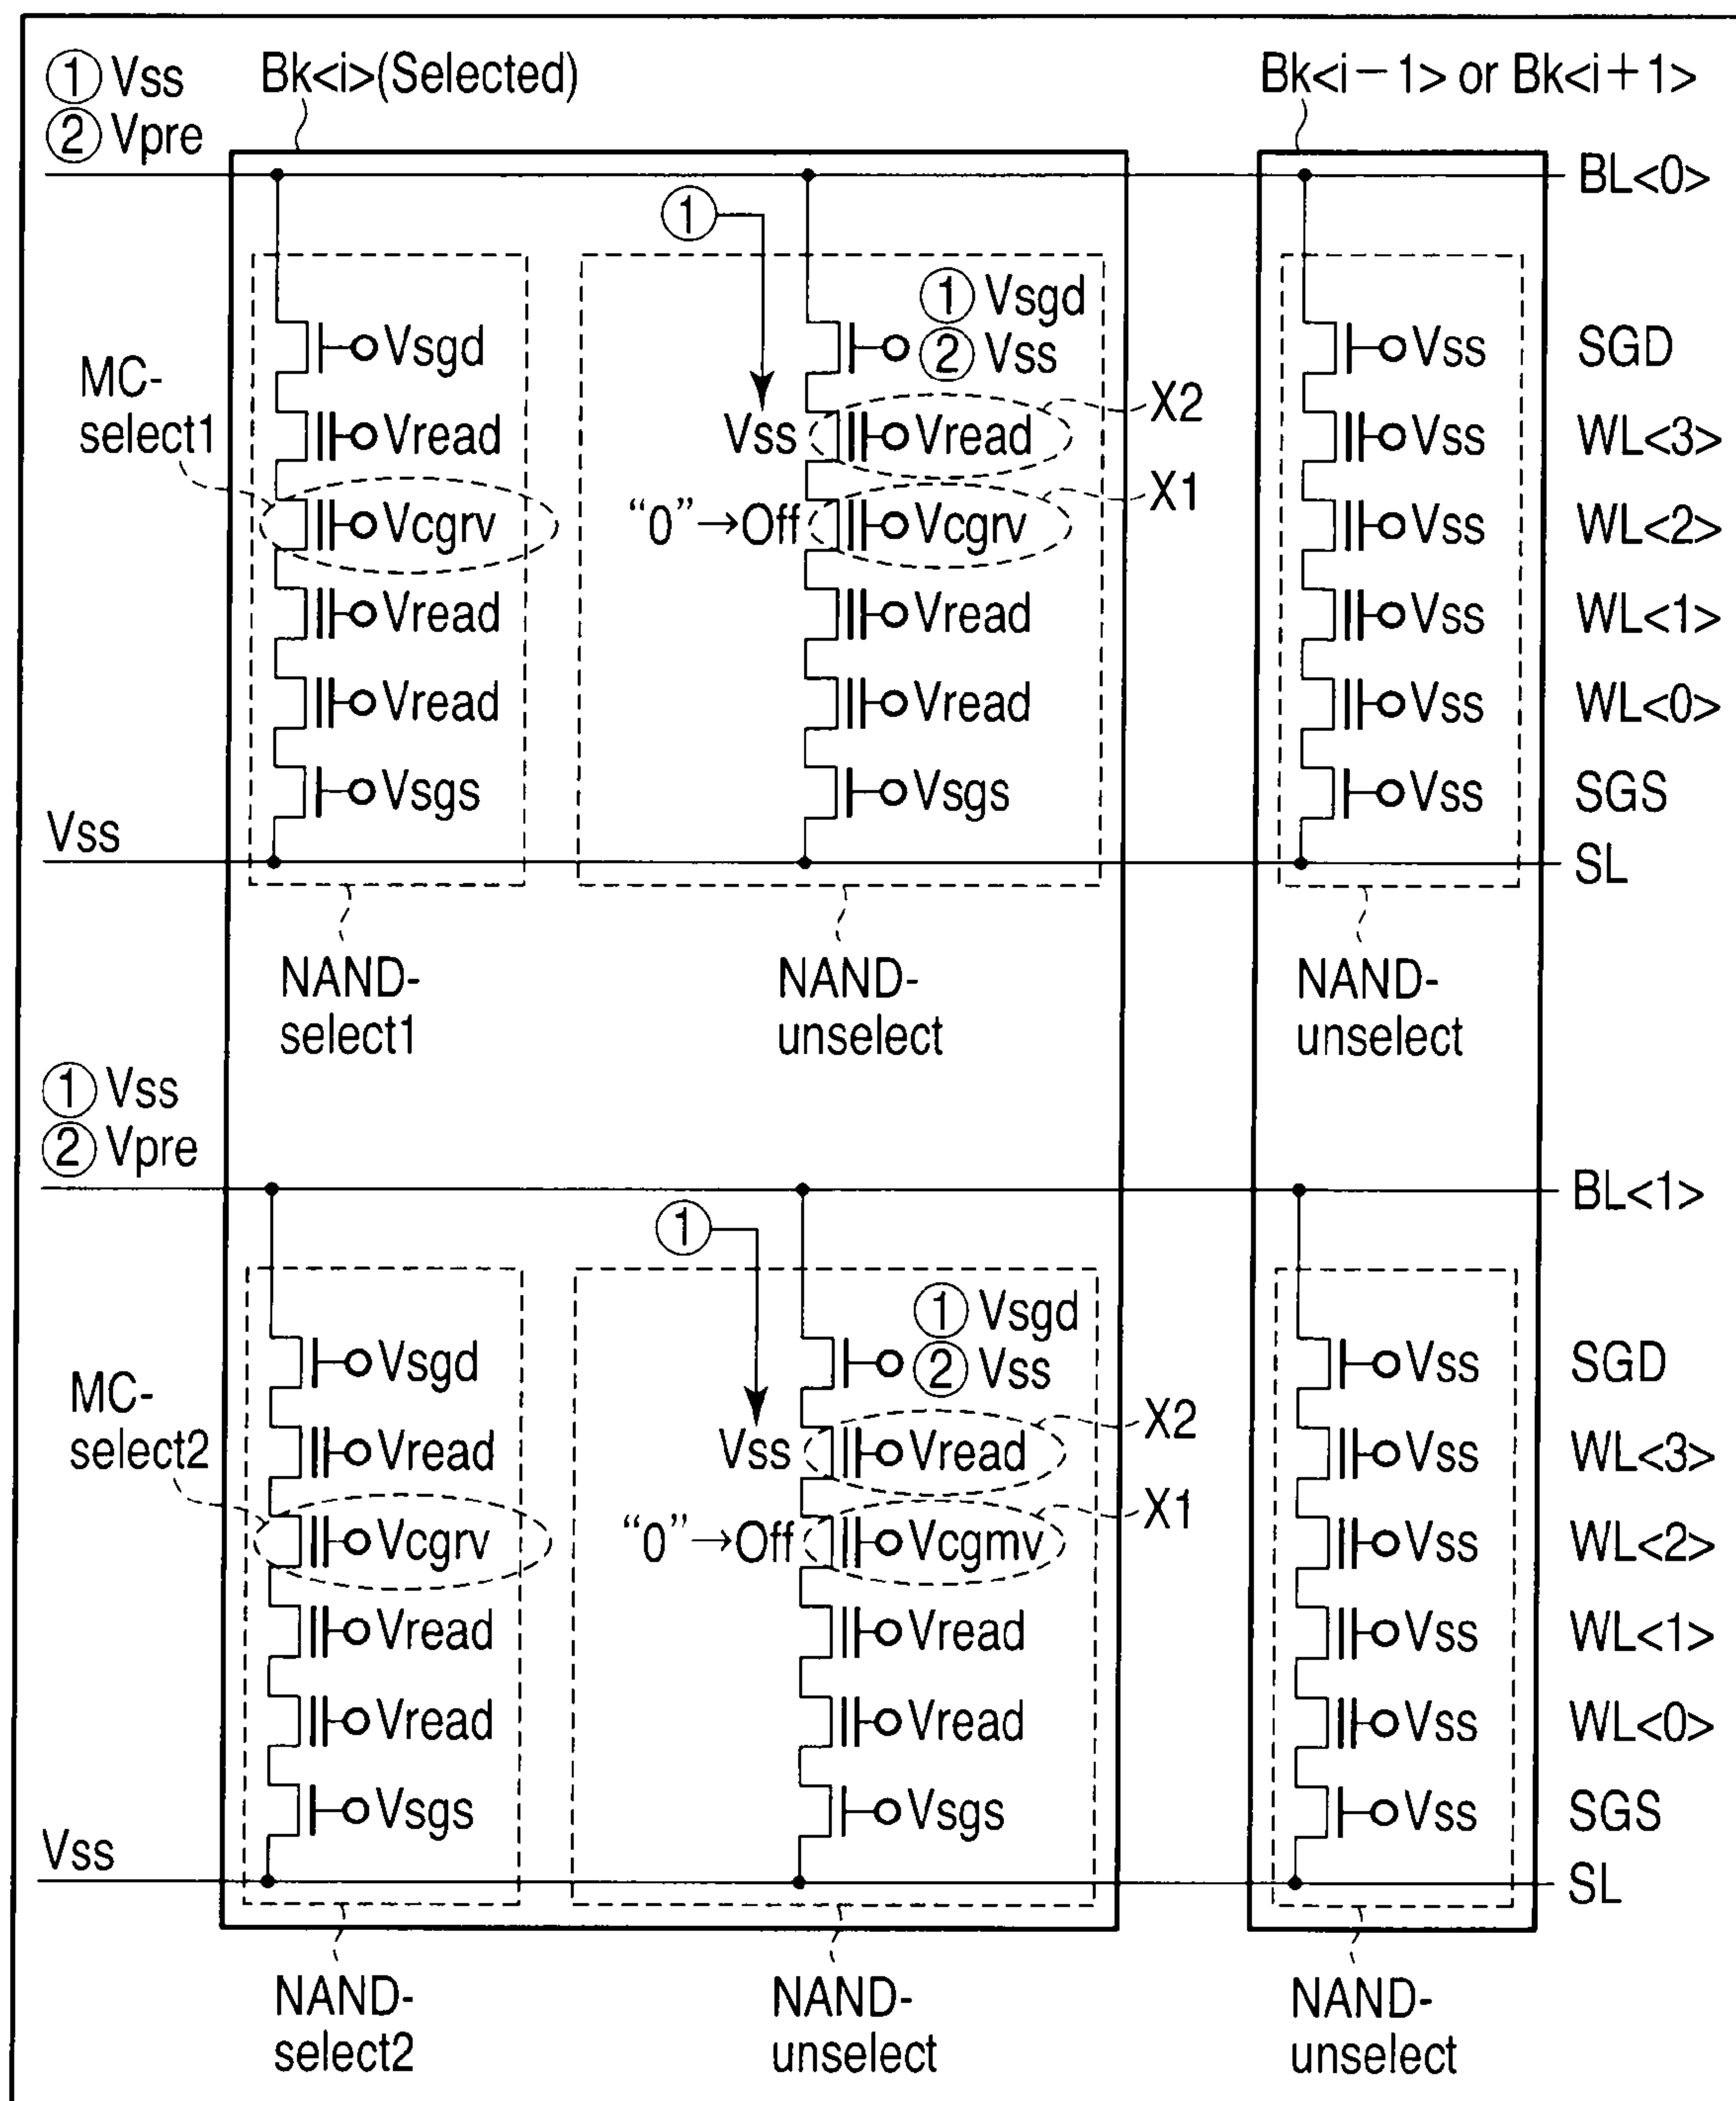 ① Vss
② Vpre
Bk<i>(Selected)
Bk<i−1> or Bk<i+1>
BL<0>
①
① Vsgd
② Vss
Vsgd
Vss
SGD
MC-
select1
Vread
Vss
Vread
X2
Vss
WL<3>
Vcgrv
"0"→Off
Vcgrv
X1
Vss
WL<2>
Vread
Vread
Vss
WL<1>
Vread
Vread
Vss
WL<0>
Vsgs
Vsgs
Vss
SGS
Vss
SL
NAND-
select1
NAND-
unselect
NAND-
unselect
① Vss
② Vpre
BL<1>
①
① Vsgd
② Vss
Vsgd
Vss
SGD
MC-
select2
Vread
Vss
Vread
X2
Vss
WL<3>
Vcgrv
"0"→Off
Vcgmv
X1
Vss
WL<2>
Vread
Vread
Vss
WL<1>
Vread
Vread
Vss
WL<0>
Vsgs
Vsgs
Vss
SGS
Vss
SL
NAND-
select2
NAND-
unselect
NAND-
unselect